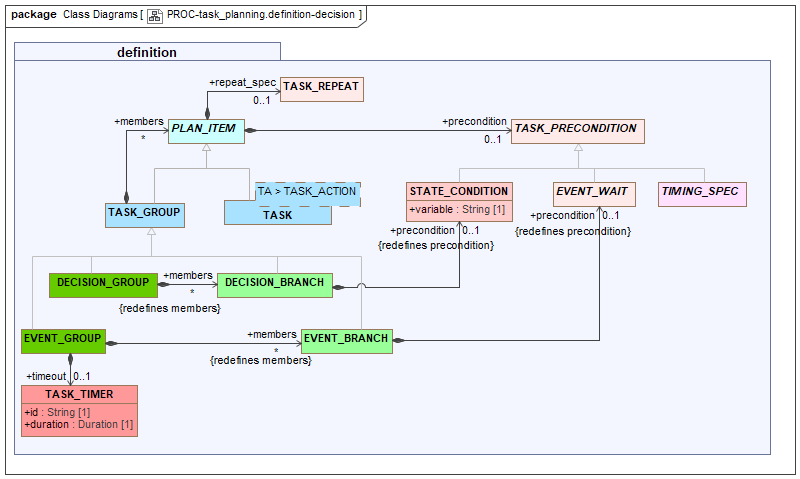 package Class Diagrams [ PROC-task_planning.definition-decision ]
definition
+repeat_spec
TASK_REPEAT
0..1
+members
PLAN_ITEM
*
+precondition
TASK_PRECONDITION
0..1
TA > TASK_ACTION
TASK
TASK_GROUP
STATE_CONDITION
+variable : String [1]
EVENT_WAIT
TIMING_SPEC
+precondition 0..1
{redefines precondition}
+precondition 0..1
{redefines precondition}
DECISION_GROUP
+members
*
DECISION_BRANCH
{redefines members}
EVENT_GROUP
+members
*
EVENT_BRANCH
{redefines members}
+timeout 0..1
TASK_TIMER
+id : String [1]
+duration : Duration [1]